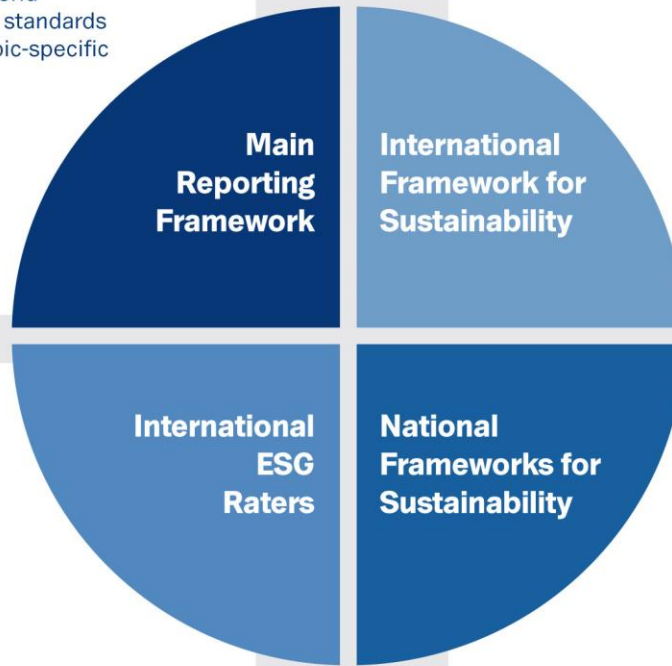 standards
Main
Reporting
Framework
International
Framework for
Sustainability
International
ESG
Raters
National
Frameworks for
Sustainability